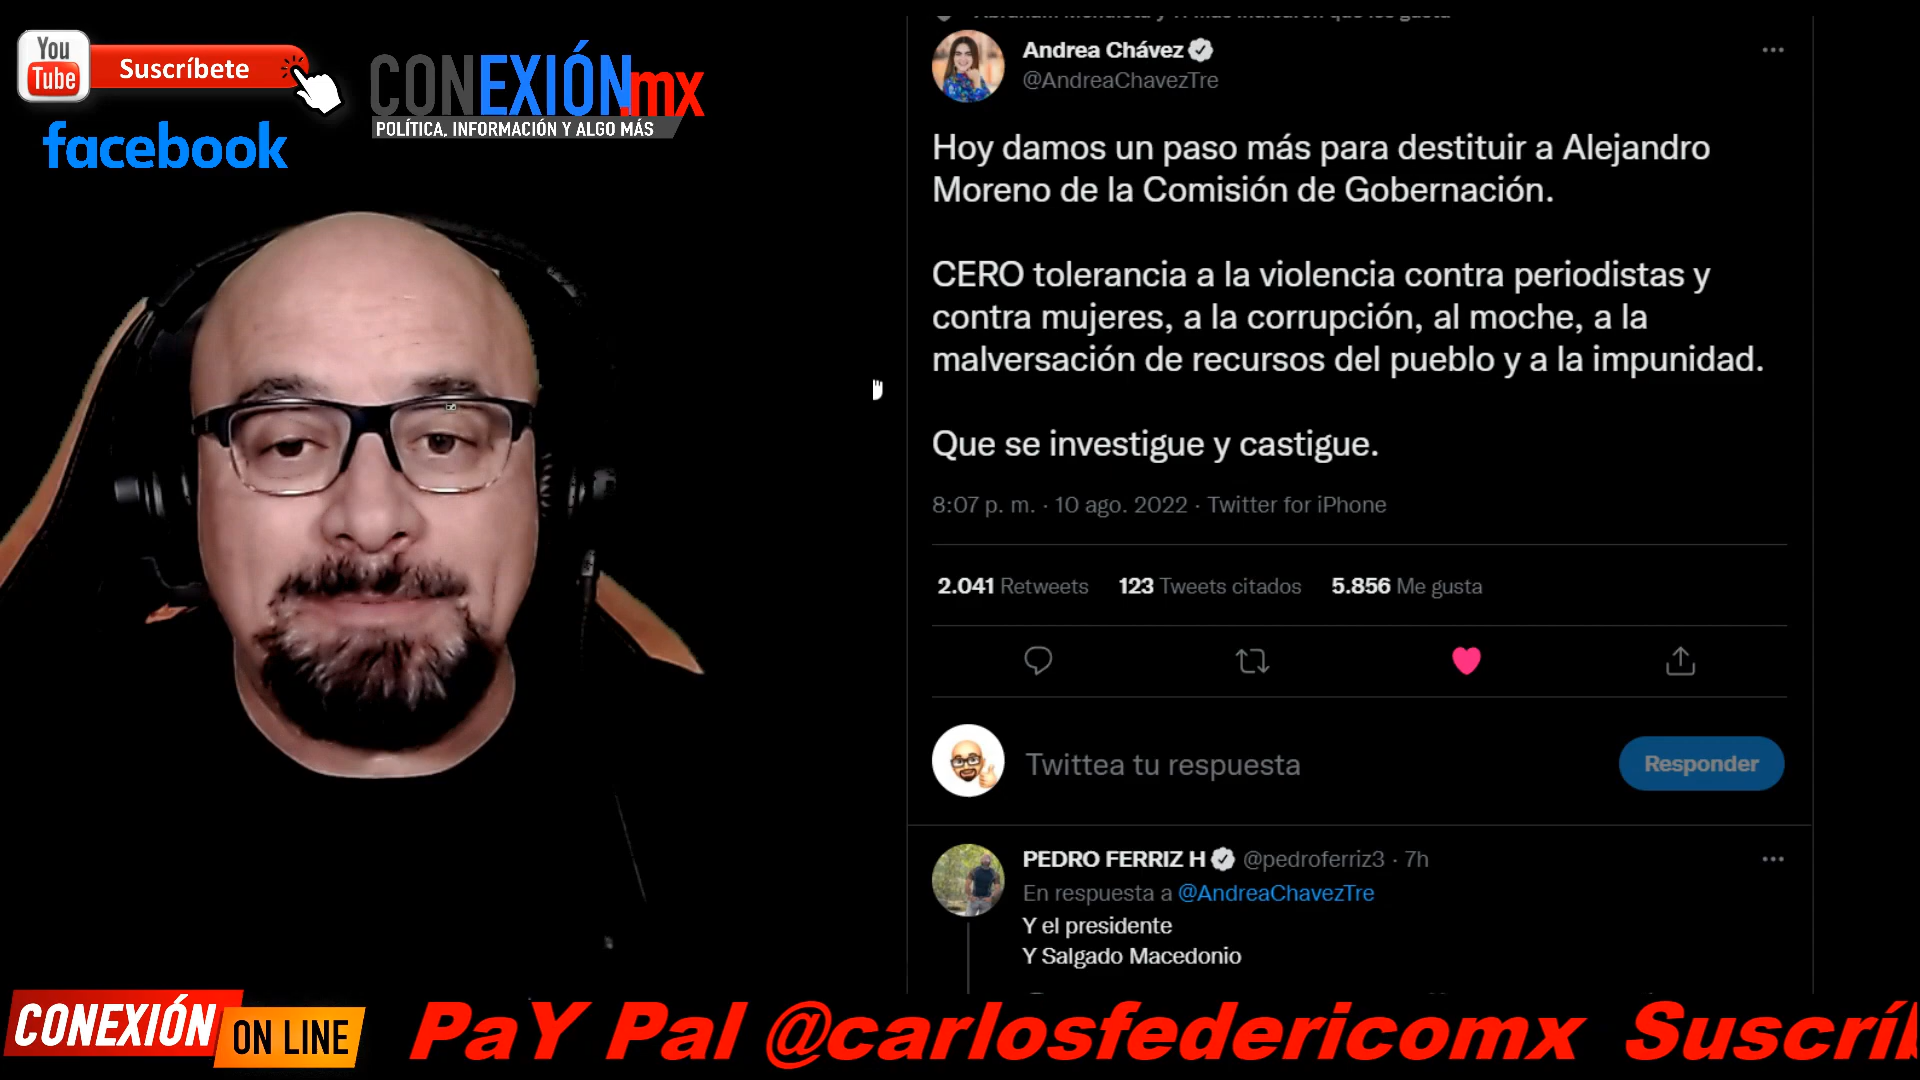 You
Tube
Suscríbete
facebook
CONEXIÓN.mx
POLÍTICA, INFORMACIÓN Y ALGO MÁS
Andrea Chávez
@AndreaChavezTre
Hoy damos un paso más para destituir a Alejandro
Moreno de la Comisión de Gobernación.
CERO tolerancia a la violencia contra periodistas y
contra mujeres, a la corrupción, al moche, a la
malversación de recursos del pueblo y a la impunidad.
Que se investigue y castigue.
8:07 p. m. · 10 ago. 2022 · Twitter for iPhone
2.041 Retweets 123 Tweets citados 5.856 Me gusta
Twittea tu respuesta
Responder
PEDRO FERRIZ H @pedroferriz3 · 7h
En respuesta a @AndreaChavezTre
Y el presidente
Y Salgado Macedonio
CONEXIÓN ON LINE
PaY Pal @carlosfedericomx